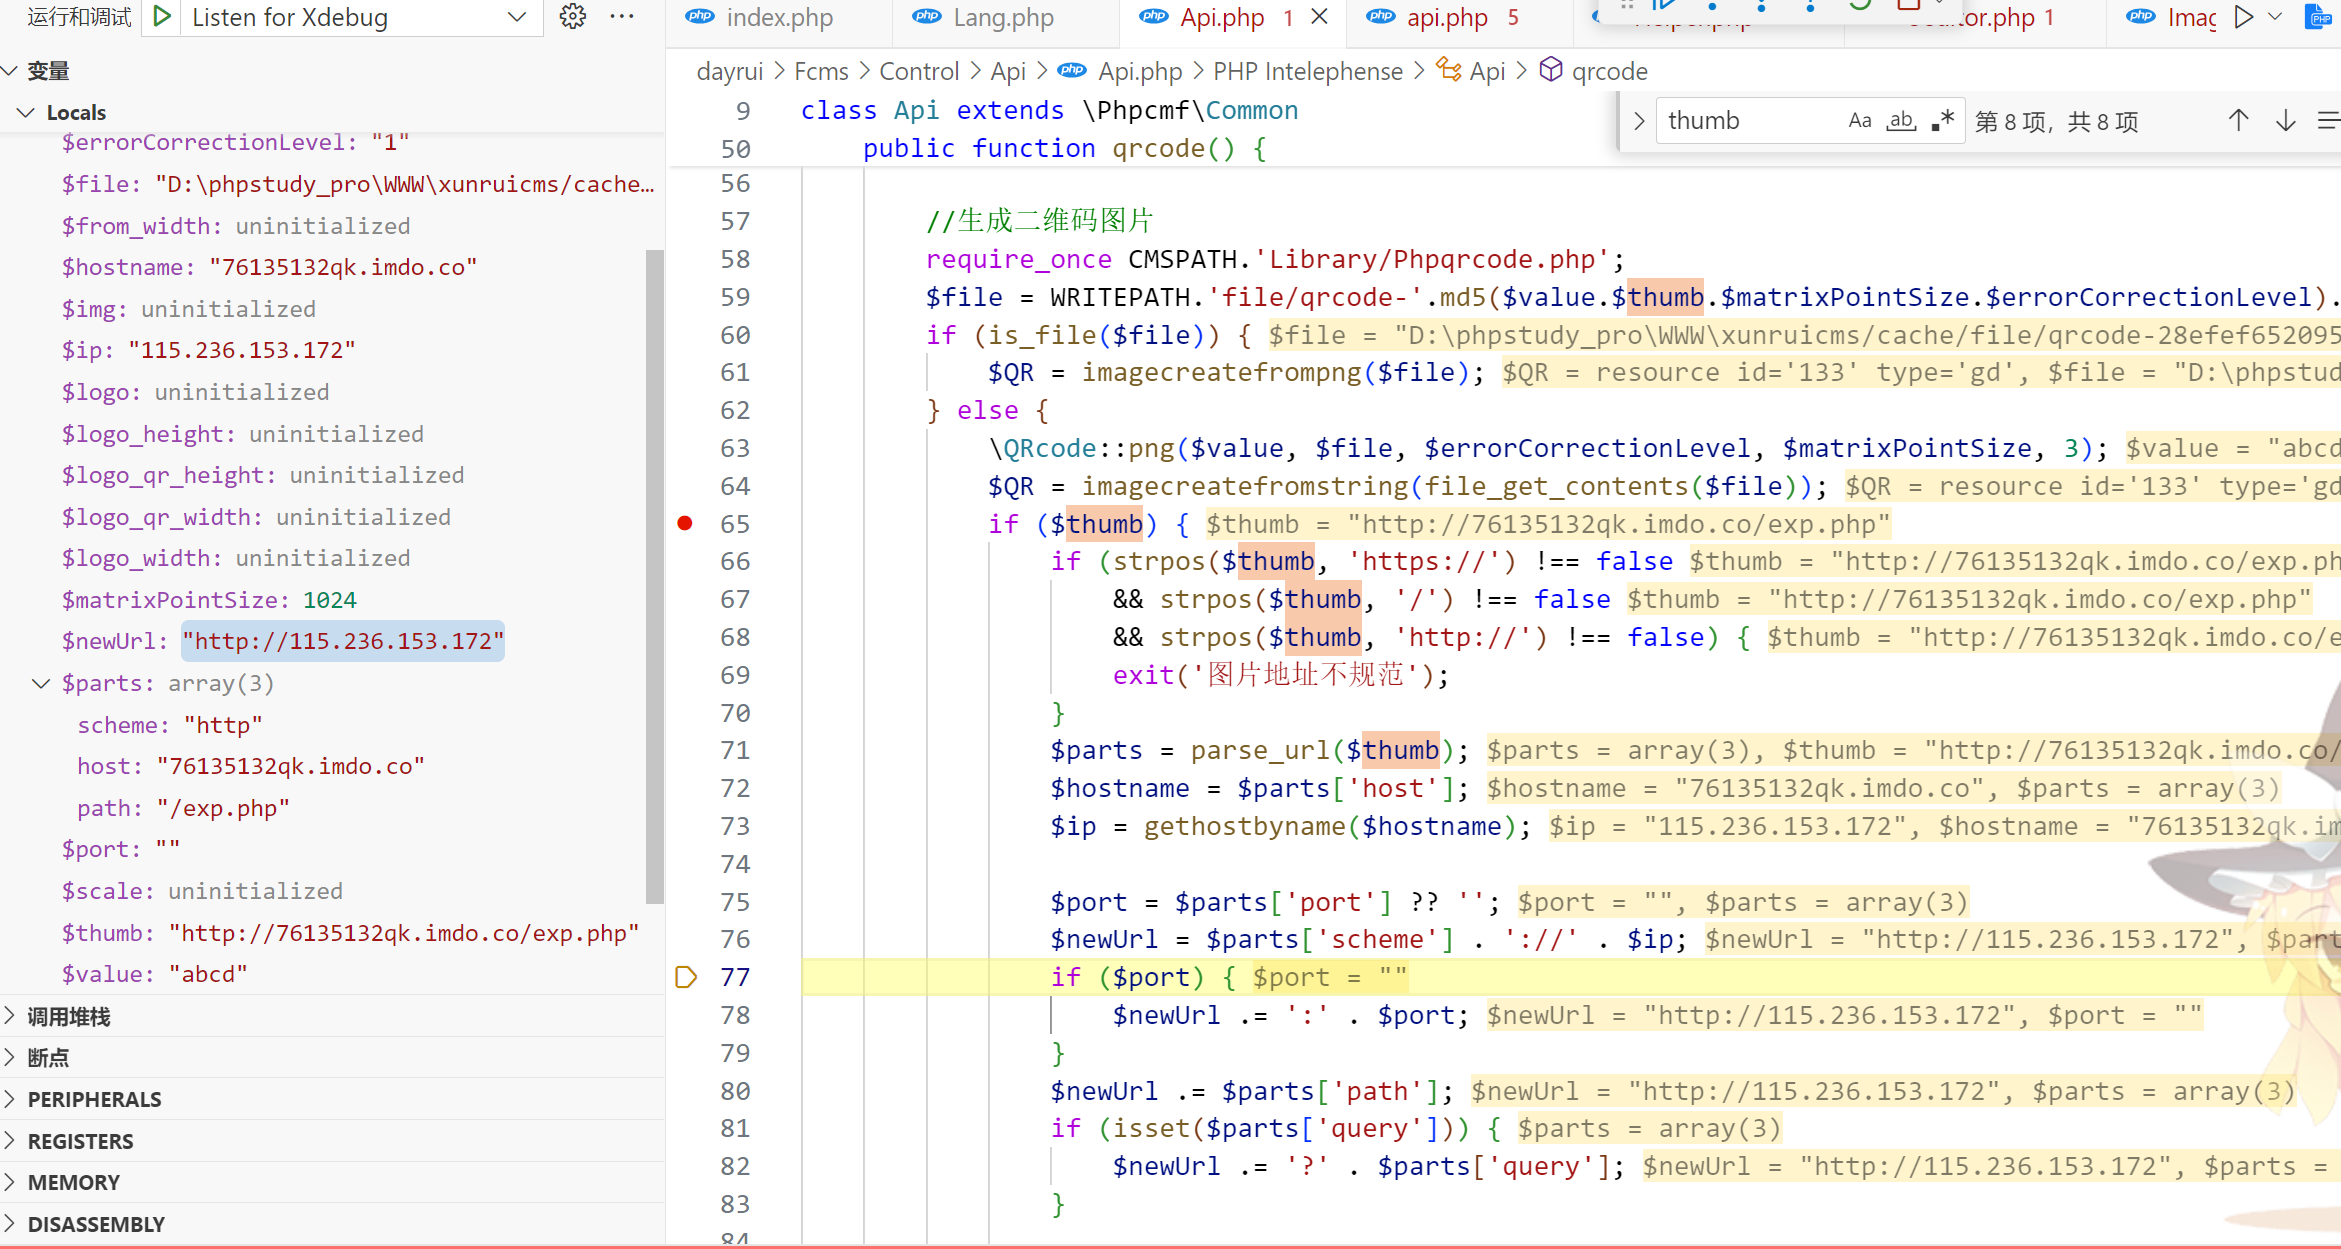 运行和调试 Listen for Xdebug
变量
Locals
$errorCorrectionLevel: "1"
$file: "D:\phpstudy_pro\WWW\xunruicms/cache…
$from_width: uninitialized
$hostname: "76135132qk.imdo.co"
$img: uninitialized
$ip: "115.236.153.172"
$logo: uninitialized
$logo_height: uninitialized
$logo_qr_height: uninitialized
$logo_qr_width: uninitialized
$logo_width: uninitialized
$matrixPointSize: 1024
$newUrl: "http://115.236.153.172"
$parts: array(3)
scheme: "http"
host: "76135132qk.imdo.co"
path: "/exp.php"
$port: ""
$scale: uninitialized
$thumb: "http://76135132qk.imdo.co/exp.php"
$value: "abcd"
调用堆栈
断点
PERIPHERALS
REGISTERS
MEMORY
DISASSEMBLY
index.php Lang.php Api.php 1 api.php 5 1 Imag
dayrui > Fcms > Control > Api > Api.php > PHP Intelephense > Api > qrcode
thumb Aa ab .* 第 8 项，共 8 项
9 class Api extends \Phpcmf\Common
50 public function qrcode() {
56
57 //生成二维码图片
58 require_once CMSPATH.'Library/Phpqrcode.php';
59 $file = WRITEPATH.'file/qrcode-'.md5($value.$thumb.$matrixPointSize.$errorCorrectionLevel).
60 if (is_file($file)) { $file = "D:\phpstudy_pro\WWW\xunruicms/cache/file/qrcode-28efef652095
61 $QR = imagecreatefrompng($file); $QR = resource id='133' type='gd', $file = "D:\phpstud
62 } else {
63 \QRcode::png($value, $file, $errorCorrectionLevel, $matrixPointSize, 3); $value = "abcd
64 $QR = imagecreatefromstring(file_get_contents($file)); $QR = resource id='133' type='gd
65 if ($thumb) { $thumb = "http://76135132qk.imdo.co/exp.php"
66 if (strpos($thumb, 'https://') !== false $thumb = "http://76135132qk.imdo.co/exp.ph
67 && strpos($thumb, '/') !== false $thumb = "http://76135132qk.imdo.co/exp.php"
68 && strpos($thumb, 'http://') !== false) { $thumb = "http://76135132qk.imdo.co/e
69 exit('图片地址不规范');
70 }
71 $parts = parse_url($thumb); $parts = array(3), $thumb = "http://76135132qk.imdo.co/
72 $hostname = $parts['host']; $hostname = "76135132qk.imdo.co", $parts = array(3)
73 $ip = gethostbyname($hostname); $ip = "115.236.153.172", $hostname = "76135132qk.im
74
75 $port = $parts['port'] ?? ''; $port = "", $parts = array(3)
76 $newUrl = $parts['scheme'] . '://' . $ip; $newUrl = "http://115.236.153.172", $part
77 if ($port) { $port = ""
78 $newUrl .= ':' . $port; $newUrl = "http://115.236.153.172", $port = ""
79 }
80 $newUrl .= $parts['path']; $newUrl = "http://115.236.153.172", $parts = array(3)
81 if (isset($parts['query'])) { $parts = array(3)
82 $newUrl .= '?' . $parts['query']; $newUrl = "http://115.236.153.172", $parts =
83 }
84